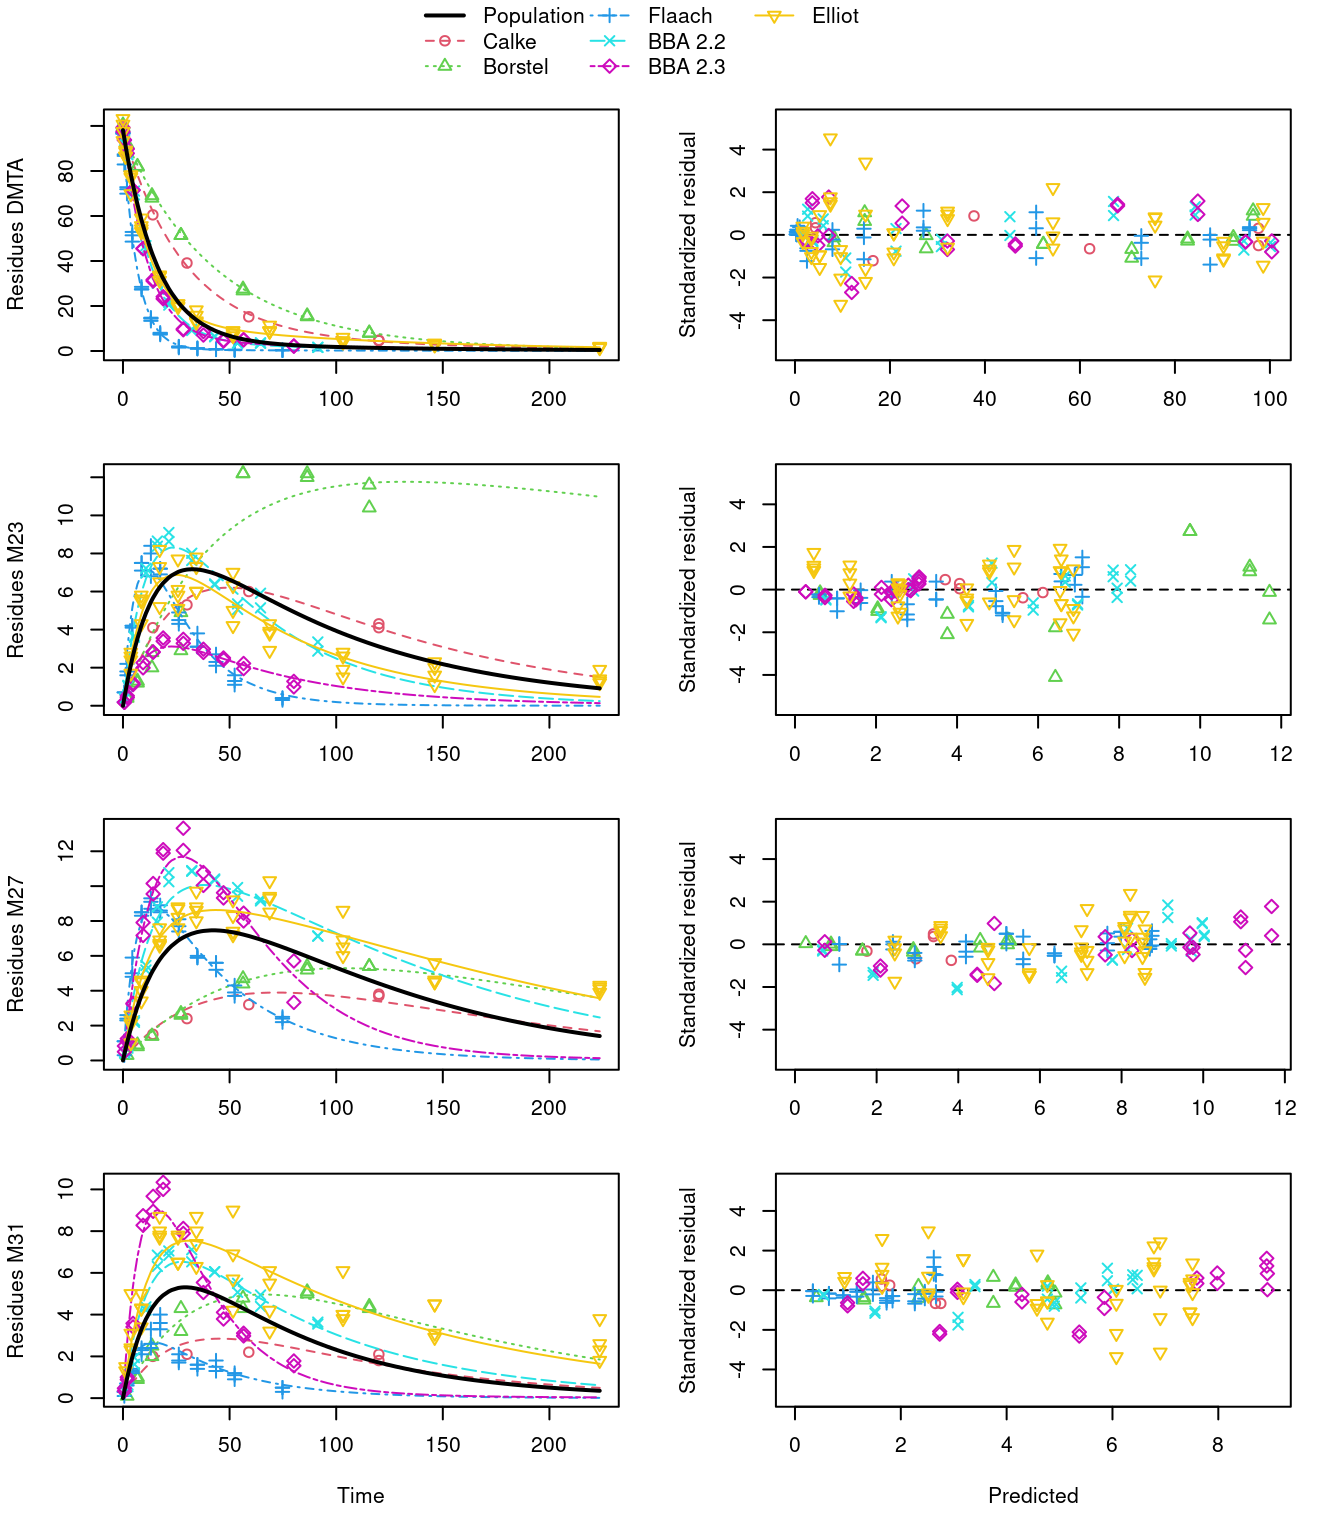 Population Flaach Elliot
Calke BBA 2.2
Borstel BBA 2.3
Residues DMTA
0 20 40 60 80
0 50 100 150 200
Standardized residual
-4 -2 0 2 4
0 20 40 60 80 100
Residues M23
0 2 4 6 8 10
0 50 100 150 200
Standardized residual
-4 -2 0 2 4
0 2 4 6 8 10 12
Residues M27
0 2 4 6 8 12
0 50 100 150 200
Standardized residual
-4 -2 0 2 4
0 2 4 6 8 10 12
Residues M31
0 2 4 6 8 10
0 50 100 150 200
Time
Standardized residual
-4 -2 0 2 4
0 2 4 6 8
Predicted